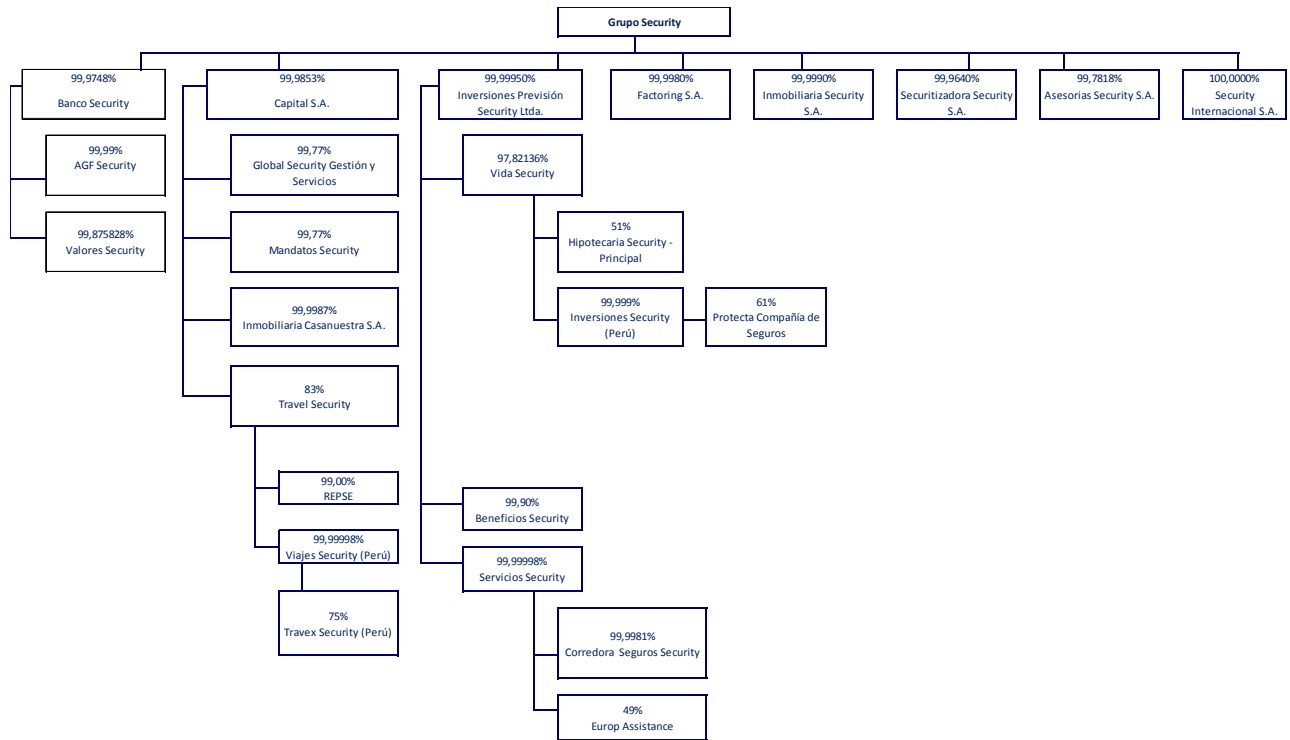 Grupo Security
99,9748%
Banco Security
99,99%
AGF Security
99,875828%
Valores Security
99,9853%
Capital S.A.
99,77%
Global Security Gestión y
Servicios
99,77%
Mandatos Security
99,9987%
Inmobiliaria Casanuestra S.A.
83%
Travel Security
99,00%
REPSE
99,99998%
Viajes Security (Perú)
75%
Travex Security (Perú)
99,99950%
Inversiones Previsión
Security Ltda.
97,82136%
Vida Security
51%
Hipotecaria Security -
Principal
99,999%
Inversiones Security
(Perú)
61%
Protecta Compañía de
Seguros
99,90%
Beneficios Security
99,99998%
Servicios Security
99,9981%
Corredora Seguros Security
49%
Europ Assistance
99,9980%
Factoring S.A.
99,9990%
Inmobiliaria Security
S.A.
99,9640%
Securitizadora Security
S.A.
99,7818%
Asesorias Security S.A.
100,0000%
Security
Internacional S.A.